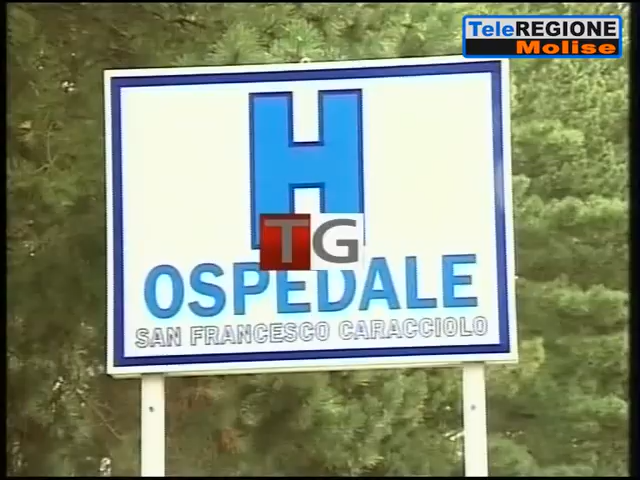 TeleREGIONE
Molise
H
TG
OSPEDALE
SAN FRANCESCO CARACCIOLO